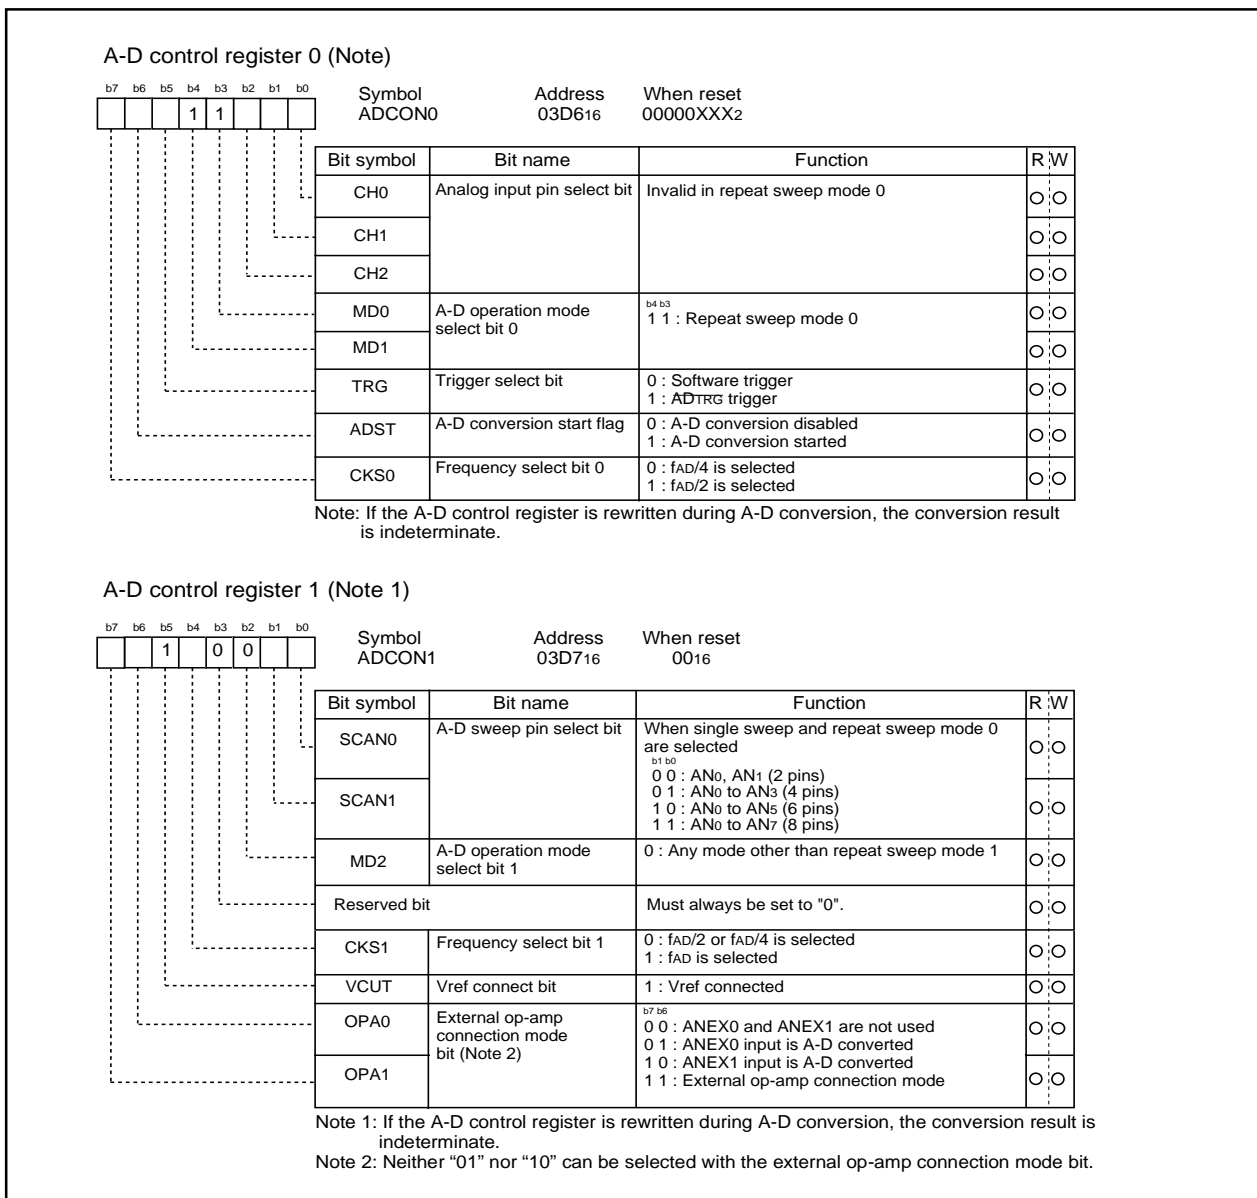 A-D control register 0 (Note)
b7 b6 b5 b4 b3 b2 b1 b0
1 1
Symbol Address When reset
ADCON0 03D616 00000XXX2
Bit symbol Bit name Function R W
CH0 Analog input pin select bit Invalid in repeat sweep mode 0
CH1
CH2
MD0 A-D operation mode
select bit 0
b4 b3
1 1 : Repeat sweep mode 0
MD1
TRG Trigger select bit 0 : Software trigger
1 : ADTRG trigger
ADST A-D conversion start flag 0 : A-D conversion disabled
1 : A-D conversion started
CKS0 Frequency select bit 0 0 : fAD/4 is selected
1 : fAD/2 is selected
Note: If the A-D control register is rewritten during A-D conversion, the conversion result
is indeterminate.
A-D control register 1 (Note 1)
b7 b6 b5 b4 b3 b2 b1 b0
1 0 0
Symbol Address When reset
ADCON1 03D716 0016
Bit symbol Bit name Function R W
SCAN0 A-D sweep pin select bit When single sweep and repeat sweep mode 0
are selected
b1 b0
0 0 : AN0, AN1 (2 pins)
0 1 : AN0 to AN3 (4 pins)
1 0 : AN0 to AN5 (6 pins)
1 1 : AN0 to AN7 (8 pins)
SCAN1
MD2 A-D operation mode
select bit 1
0 : Any mode other than repeat sweep mode 1
Reserved bit Must always be set to "0".
CKS1 Frequency select bit 1 0 : fAD/2 or fAD/4 is selected
1 : fAD is selected
VCUT Vref connect bit 1 : Vref connected
OPA0 External op-amp
connection mode
bit (Note 2)
b7 b6
0 0 : ANEX0 and ANEX1 are not used
0 1 : ANEX0 input is A-D converted
1 0 : ANEX1 input is A-D converted
1 1 : External op-amp connection mode
OPA1
Note 1: If the A-D control register is rewritten during A-D conversion, the conversion result is
indeterminate.
Note 2: Neither “01” nor “10” can be selected with the external op-amp connection mode bit.